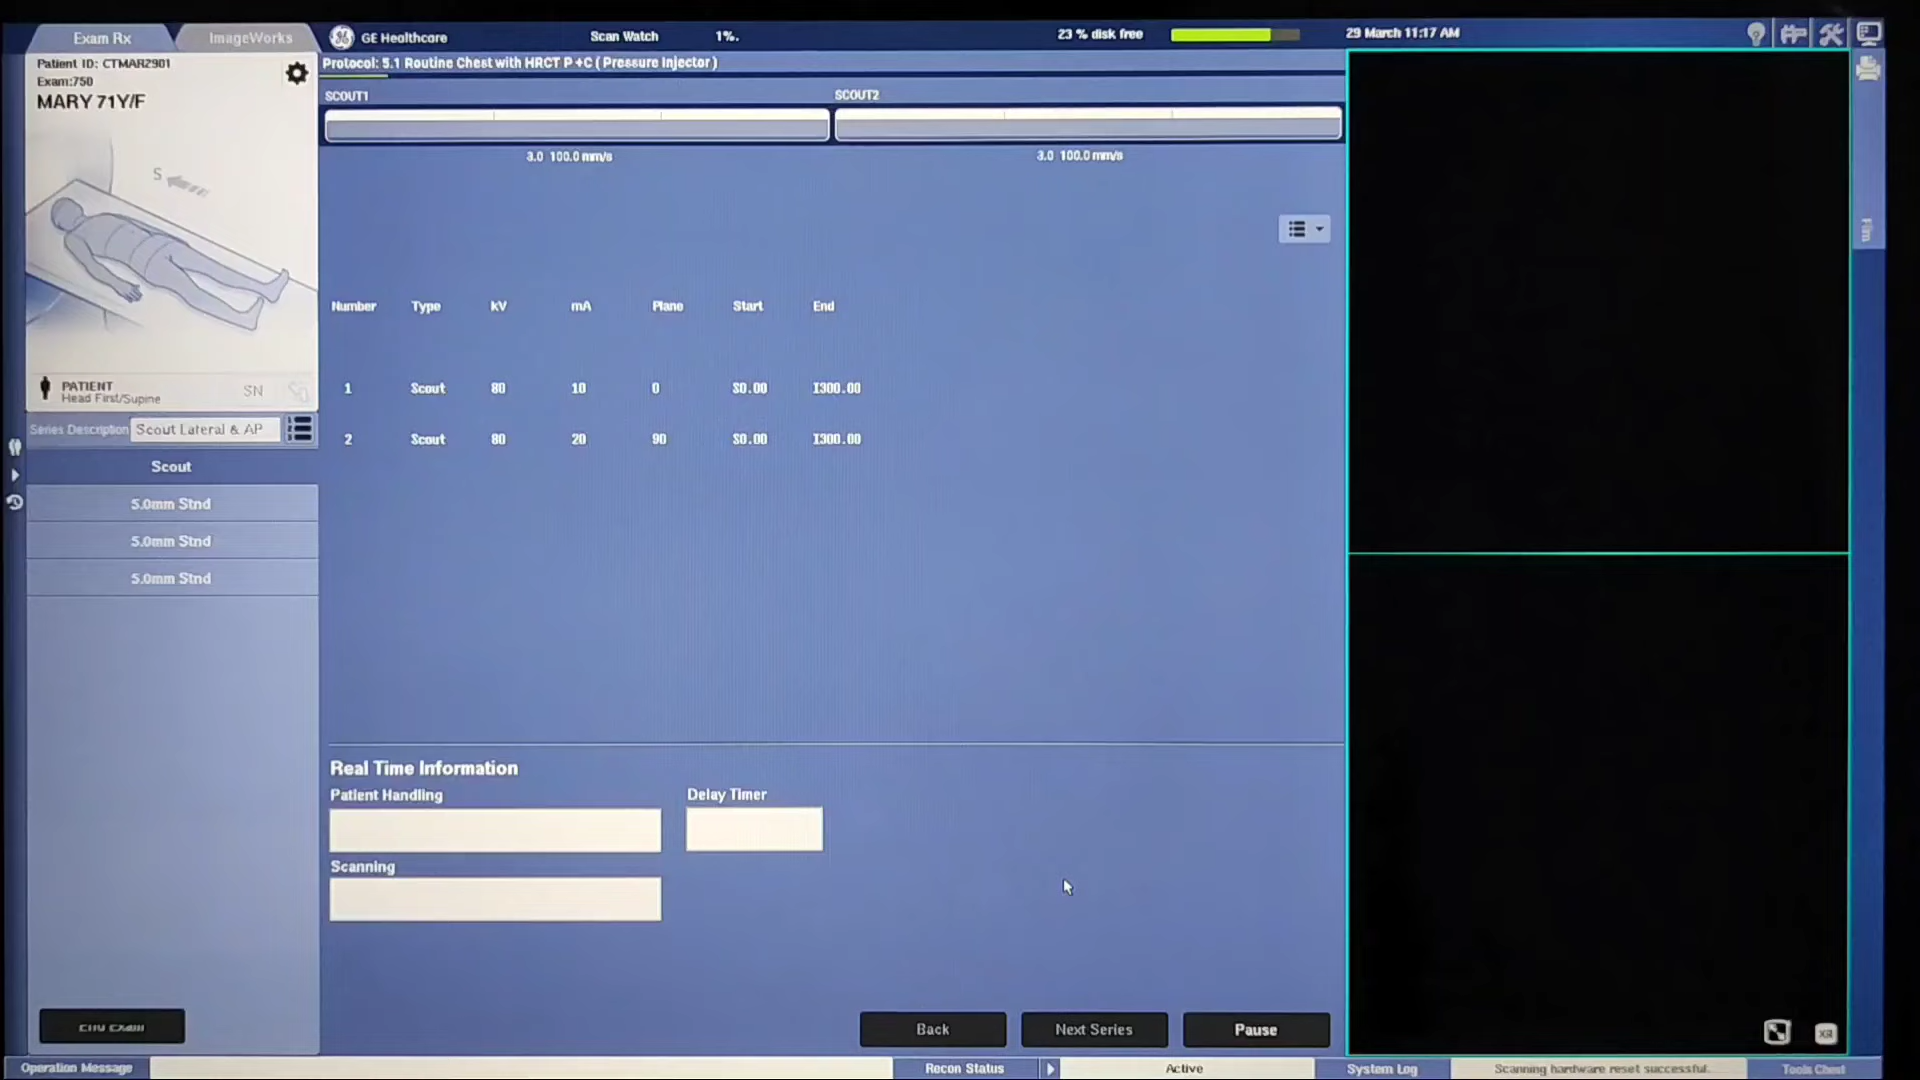 Exam Rx
ImageWorks
GE Healthcare
Scan Watch
1%.
23 % disk free
29 March 11:17 AM
Patient ID: CTMAR2901
Exam:750
MARY 71Y/F
S
PATIENT
Head First/Supine
SN
Series Description
Scout Lateral & AP
Scout
5.0mm Stnd
5.0mm Stnd
5.0mm Stnd
Protocol: 5.1 Routine Chest with HRCT P +C ( Pressure Injector )
SCOUT1
SCOUT2
3.0 100.0 mm/s
3.0 100.0 mm/s
Number Type kV mA Plane Start End
1 Scout 80 10 0 S0.00 I300.00
2 Scout 80 20 90 S0.00 I300.00
Real Time Information
Patient Handling
Delay Timer
Scanning
Back
Next Series
Pause
Film
XR
Operation Message
Recon Status
Active
System Log
Scanning hardware reset successful.
Tools Chest